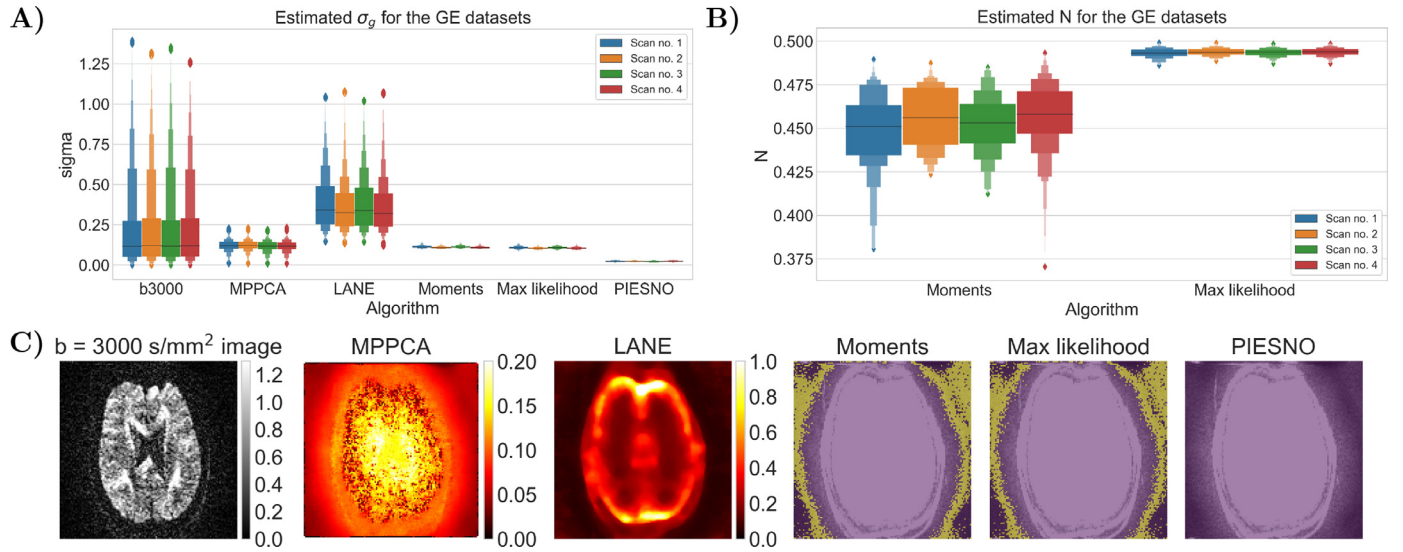 A)
Estimated σg for the GE datasets
Scan no. 1
Scan no. 2
Scan no. 3
Scan no. 4
1.25
1.00
0.75
0.50
0.25
0.00
sigma
b3000 MPPCA LANE Moments Max likelihood PIESNO
Algorithm
B)
Estimated N for the GE datasets
0.500
0.475
0.450
0.425
0.400
0.375
N
Scan no. 1
Scan no. 2
Scan no. 3
Scan no. 4
Moments Max likelihood
Algorithm
C)
b = 3000 s/mm² image
1.2
1.0
0.8
0.6
0.4
0.2
0.0
MPPCA
0.20
0.15
0.10
0.05
0.00
LANE
1.0
0.8
0.6
0.4
0.2
0.0
Moments
Max likelihood
PIESNO